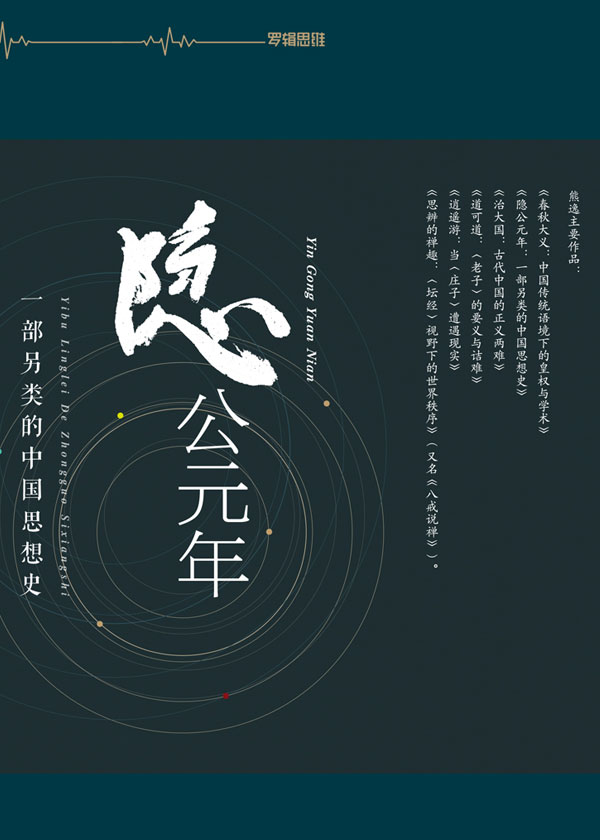 罗辑思维
熊逸主要作品：
《春秋大义：中国传统语境下的皇权与学术》
《隐公元年：一部另类的中国思想史》
《治大国：古代中国的正义两难》
《道可道：〈老子〉的要义与诘难》
《逍遥游：当〈庄子〉遭遇现实》
《思辨的禅趣：〈坛经〉视野下的世界秩序》（又名《八戒说禅》）。
Yin Gong Yuan Nian
隐公元年
Yibu Linglei De Zhongguo Sixiangshi
一部另类的中国思想史